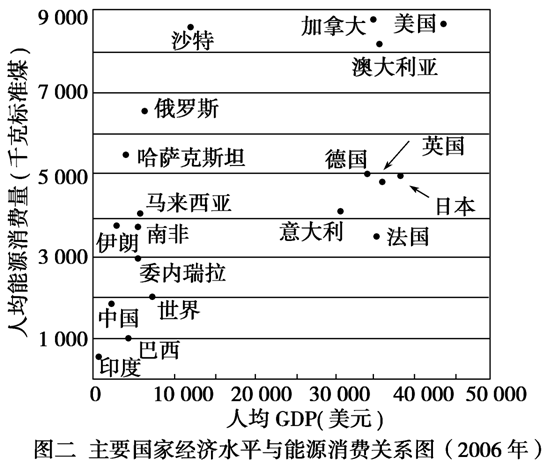 人均能源消费量(千克标准煤)
9 000
7 000
5 000
3 000
1 000
沙特
加拿大
美国
澳大利亚
俄罗斯
哈萨克斯坦
德国
英国
日本
马来西亚
伊朗
南非
意大利
法国
委内瑞拉
中国
世界
巴西
印度
0
10 000
20 000
30 000
40 000
50 000
人均 GDP(美元)
图二 主要国家经济水平与能源消费关系图(2006 年)